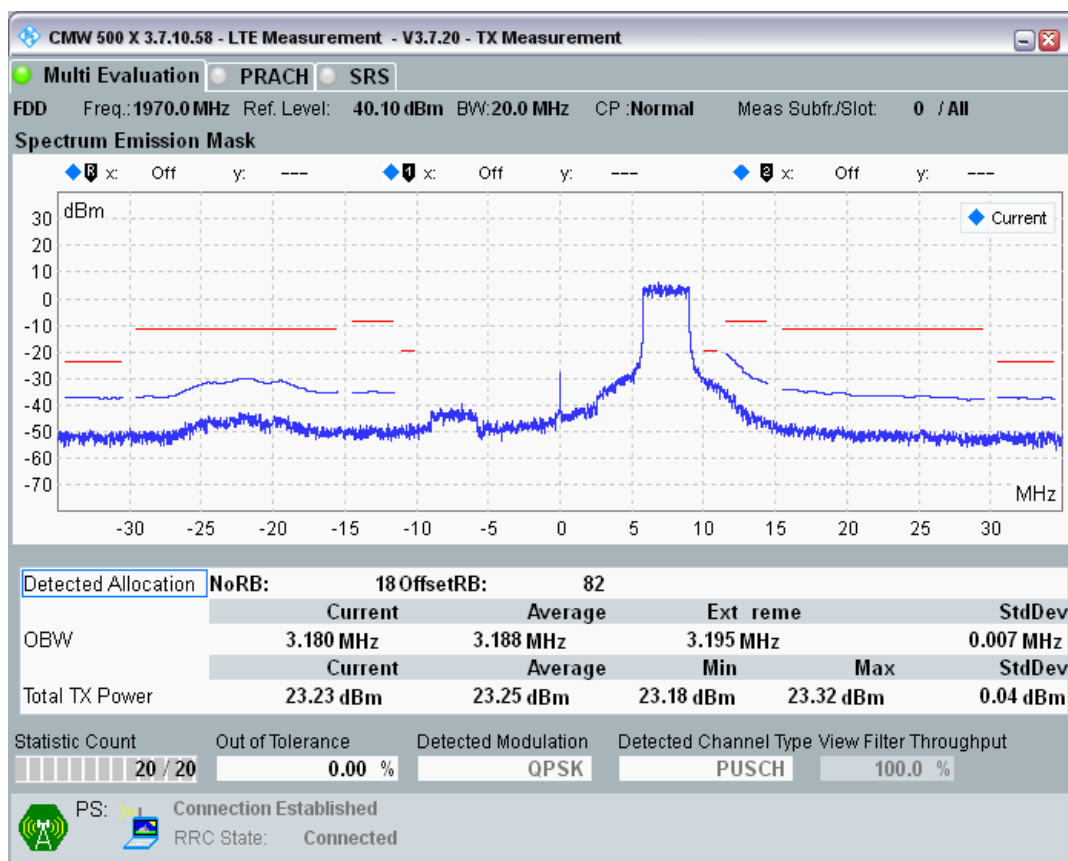 CMW 500 X 3.7.10.58 - LTE Measurement - V3.7.20 - TX Measurement
Multi Evaluation PRACH SRS
FDD Freq.: 1970.0 MHz Ref. Level: 40.10 dBm BW: 20.0 MHz CP : Normal Meas Subfr./Slot: 0 / All
Spectrum Emission Mask
R x: Off y: --- 1 x: Off y: --- 2 x: Off y: ---
dBm
Current
30
20
10
0
-10
-20
-30
-40
-50
-60
-70
MHz
-30 -25 -20 -15 -10 -5 0 5 10 15 20 25 30
Detected Allocation NoRB: 18 OffsetRB: 82
Current Average Ext reme StdDev
OBW 3.180 MHz 3.188 MHz 3.195 MHz 0.007 MHz
Current Average Min Max StdDev
Total TX Power 23.23 dBm 23.25 dBm 23.18 dBm 23.32 dBm 0.04 dBm
Statistic Count Out of Tolerance Detected Modulation Detected Channel Type View Filter Throughput
20 / 20 0.00 % QPSK PUSCH 100.0 %
PS: Connection Established
RRC State: Connected